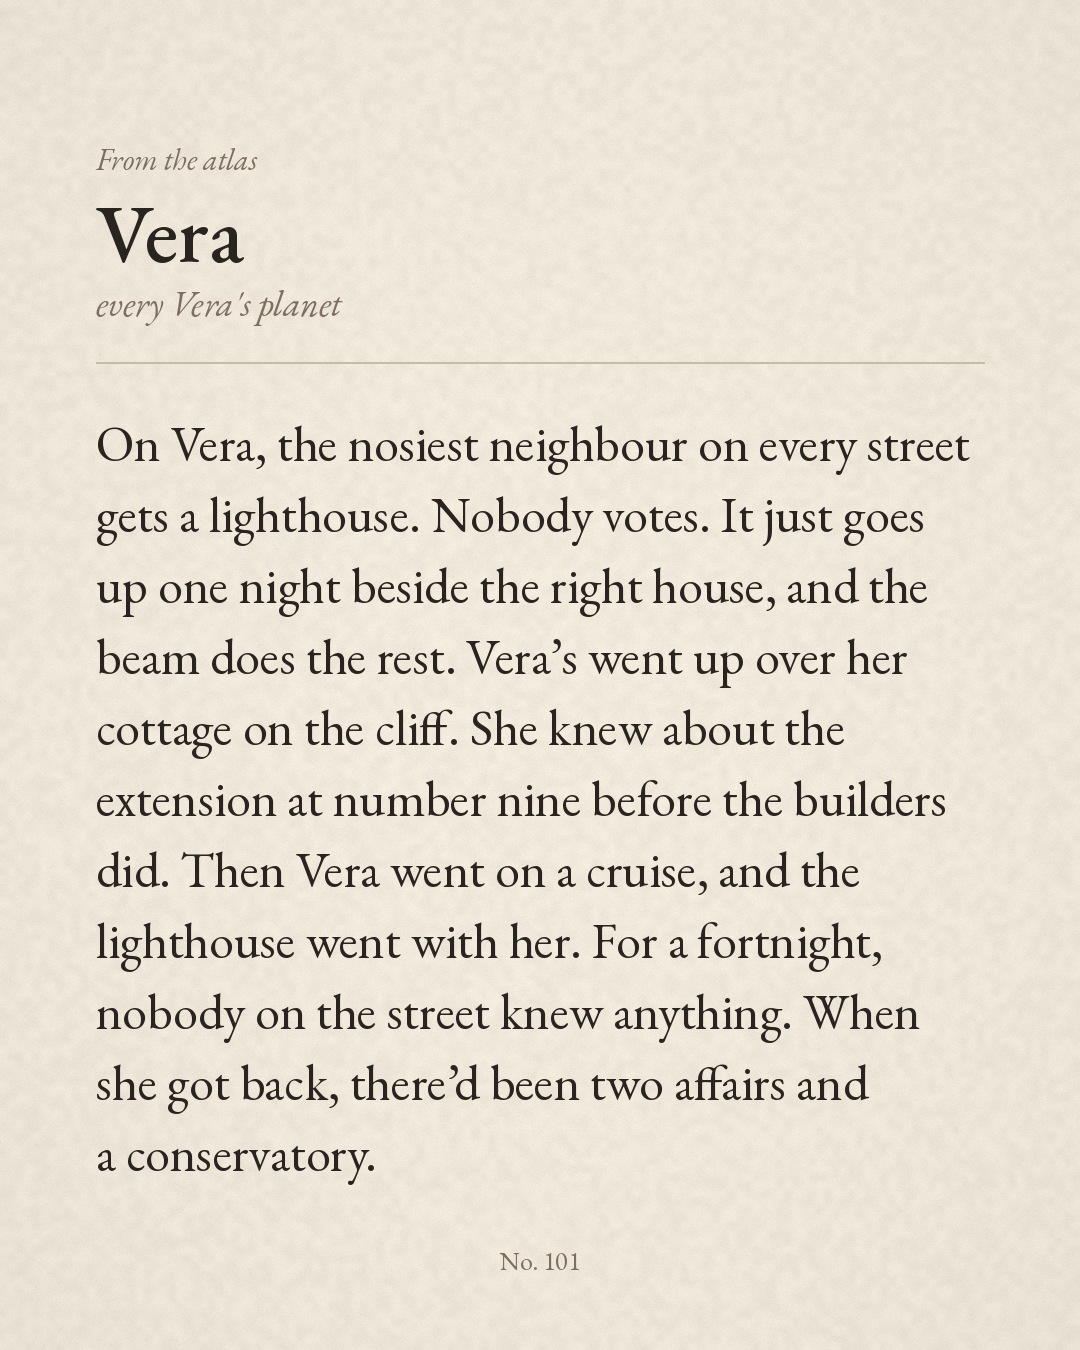 From the atlas
Vera
every Vera's planet
On Vera, the nosiest neighbour on every street
gets a lighthouse. Nobody votes. It just goes
up one night beside the right house, and the
beam does the rest. Vera’s went up over her
cottage on the cliff. She knew about the
extension at number nine before the builders
did. Then Vera went on a cruise, and the
lighthouse went with her. For a fortnight,
nobody on the street knew anything. When
she got back, there’d been two affairs and
a conservatory.
No. 101